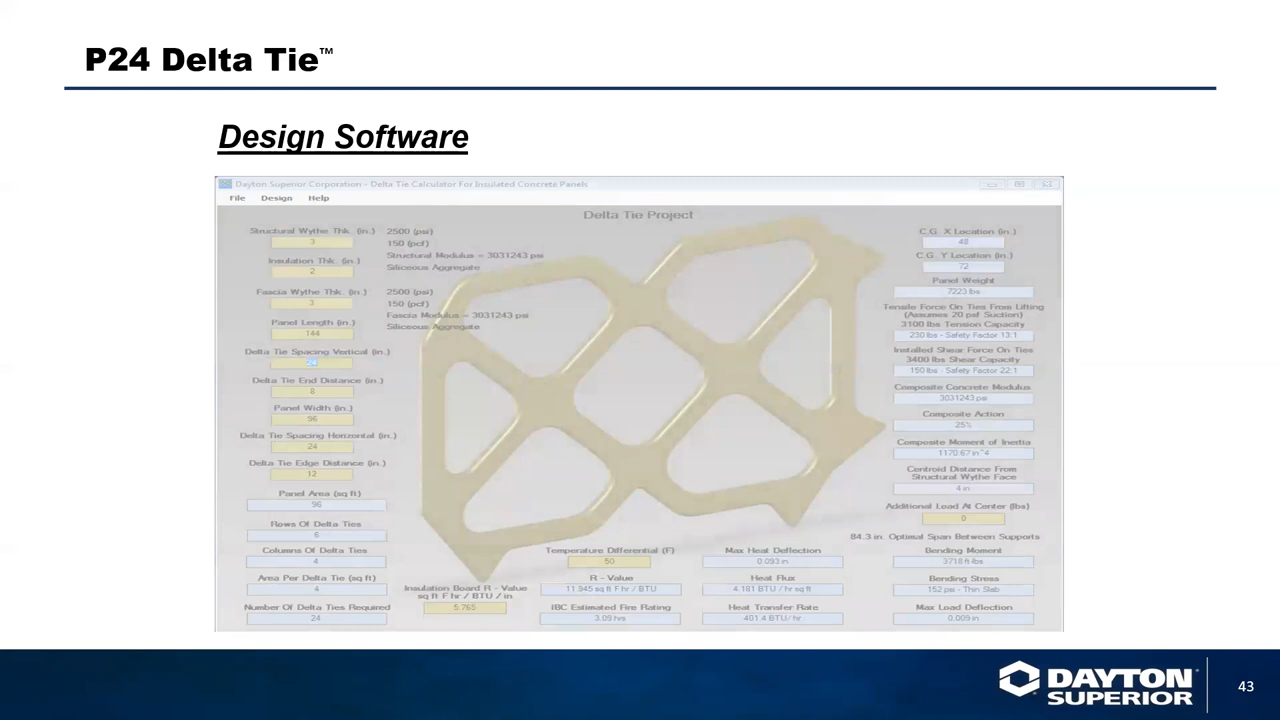 P24 Delta Tie™
Design Software
Dayton Superior Corporation - Delta Tie Calculator For Insulated Concrete Panels
File Design Help
Delta Tie Project
Structural Wythe Thk. (in.)
3
2500 (psi)
150 (pcf)
Structural Modulus = 3031243 psi
Siliceous Aggregate
Insulation Thk. (in.)
2
Fascia Wythe Thk. (in.)
3
2500 (psi)
150 (pcf)
Fascia Modulus = 3031243 psi
Siliceous Aggregate
Panel Length (in.)
144
Delta Tie Spacing Vertical (in.)
24
Delta Tie End Distance (in.)
8
Panel Width (in.)
96
Delta Tie Spacing Horizontal (in.)
24
Delta Tie Edge Distance (in.)
12
Panel Area (sq ft)
96
Rows Of Delta Ties
6
Columns Of Delta Ties
4
Area Per Delta Tie (sq ft)
4
Number Of Delta Ties Required
24
Insulation Board R - Value
sq ft F hr / BTU / in
5.765
Temperature Differential (F)
50
R - Value
11.945 sq ft F hr / BTU
IBC Estimated Fire Rating
3.09 hrs
Max Heat Deflection
0.093 in
Heat Flux
4.181 BTU / hr sq ft
Heat Transfer Rate
401.4 BTU/ hr
C.G. X Location (in.)
48
C.G. Y Location (in.)
72
Panel Weight
7223 lbs
Tensile Force On Ties From Lifting
(Assumes 20 psf Suction)
3100 lbs Tension Capacity
230 lbs - Safety Factor 13:1
Installed Shear Force On Ties
3400 lbs Shear Capacity
150 lbs - Safety Factor 22:1
Composite Concrete Modulus
3031243 psi
Composite Action
25%
Composite Moment of Inertia
1170.67 in^4
Centroid Distance From
Structural Wythe Face
4 in
Additional Load At Center (lbs)
0
84.3 in. Optimal Span Between Supports
Bending Moment
3718 ft-lbs
Bending Stress
152 psi - Thin Slab
Max Load Deflection
0.009 in
DAYTON
SUPERIOR
43